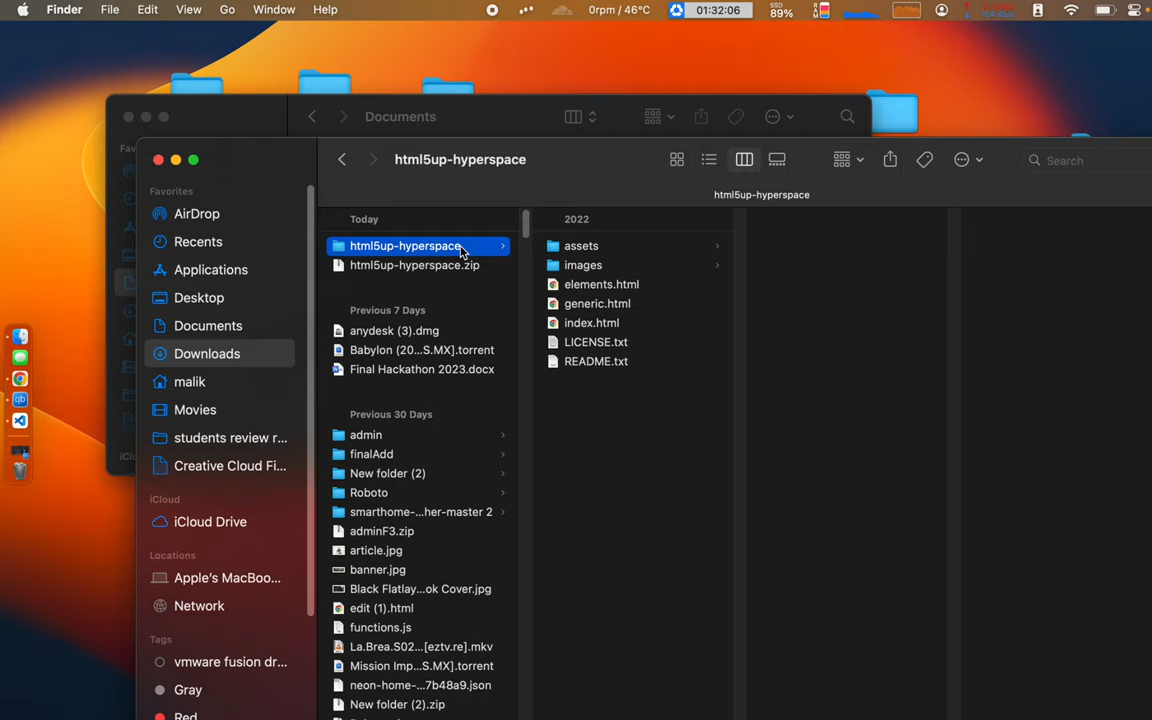 Finder File Edit View Go Window Help 0rpm / 46°C 01:32:06 SSD 89%
Documents
html5up-hyperspace
Search
html5up-hyperspace
Fav
iCl
Favorites
AirDrop
Recents
Applications
Desktop
Documents
Downloads
malik
Movies
students review r...
Creative Cloud Fi...
iCloud
iCloud Drive
Locations
Apple's MacBoo...
Network
Tags
vmware fusion dr...
Gray
Red
Today
html5up-hyperspace
html5up-hyperspace.zip
Previous 7 Days
anydesk (3).dmg
Babylon (20...S.MX].torrent
Final Hackathon 2023.docx
Previous 30 Days
admin
finalAdd
New folder (2)
Roboto
smarthome-...her-master 2
adminF3.zip
article.jpg
banner.jpg
Black Flatlay...ok Cover.jpg
edit (1).html
functions.js
La.Brea.S02...[eztv.re].mkv
Mission Imp...S.MX].torrent
neon-home-...7b48a9.json
New folder (2).zip
2022
assets
images
elements.html
generic.html
index.html
LICENSE.txt
README.txt